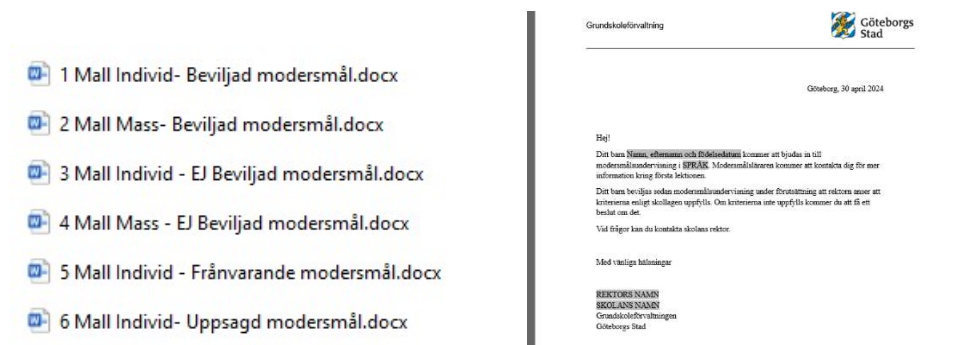 1 Mall Individ- Beviljad modersmål.docx
2 Mall Mass- Beviljad modersmål.docx
3 Mall Individ - EJ Beviljad modersmål.docx
4 Mall Mass - EJ Beviljad modersmål.docx
5 Mall Individ - Frånvarande modersmål.docx
6 Mall Individ- Uppsagd modersmål.docx
Grundskoleförvaltning
Göteborgs
Stad
Göteborg, 30 april 2024
Hej!
Ditt barn Namn, efternamn och födelsedatum kommer att bjudas in till
modersmålsundervisning i SPRÅK. Modersmålsläraren kommer att kontakta dig för mer
information kring första lektionen.
Ditt barn beviljas sedan modersmålsundervisning under förutsättning att rektorn anser att
kriterierna enligt skollagen uppfylls. Om kriterierna inte uppfylls kommer du att få ett
beslut om det.
Vid frågor kan du kontakta skolans rektor.
Med vänliga hälsningar
REKTORS NAMN
SKOLANS NAMN
Grundskoleförvaltningen
Göteborgs Stad